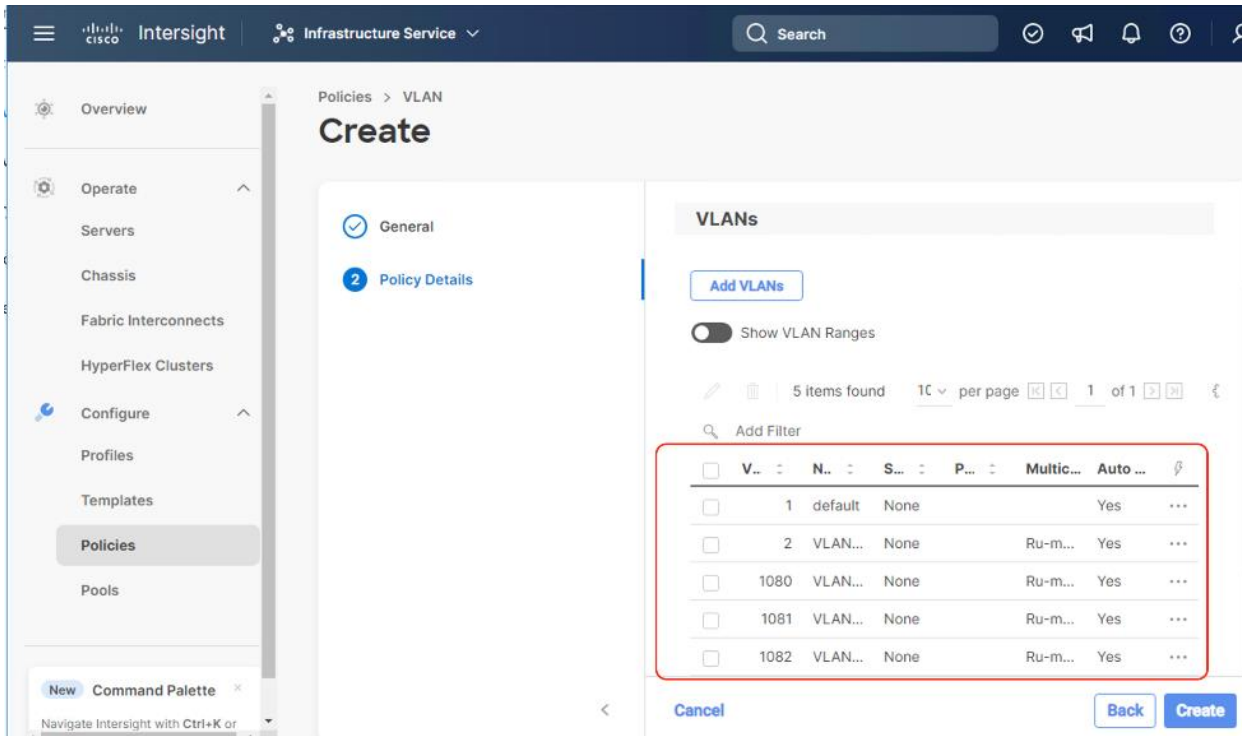 CISCO Intersight Infrastructure Service Search
Overview
Operate
Servers
Chassis
Fabric Interconnects
HyperFlex Clusters
Configure
Profiles
Templates
Policies
Pools
New Command Palette
Navigate Intersight with Ctrl+K or
Policies > VLAN
Create
General
2 Policy Details
VLANs
Add VLANs
Show VLAN Ranges
5 items found 10 per page 1 of 1
Add Filter
V... N... S... P... Multic... Auto ...
1 default None Yes ...
2 VLAN... None Ru-m... Yes ...
1080 VLAN... None Ru-m... Yes ...
1081 VLAN... None Ru-m... Yes ...
1082 VLAN... None Ru-m... Yes ...
Cancel Back Create